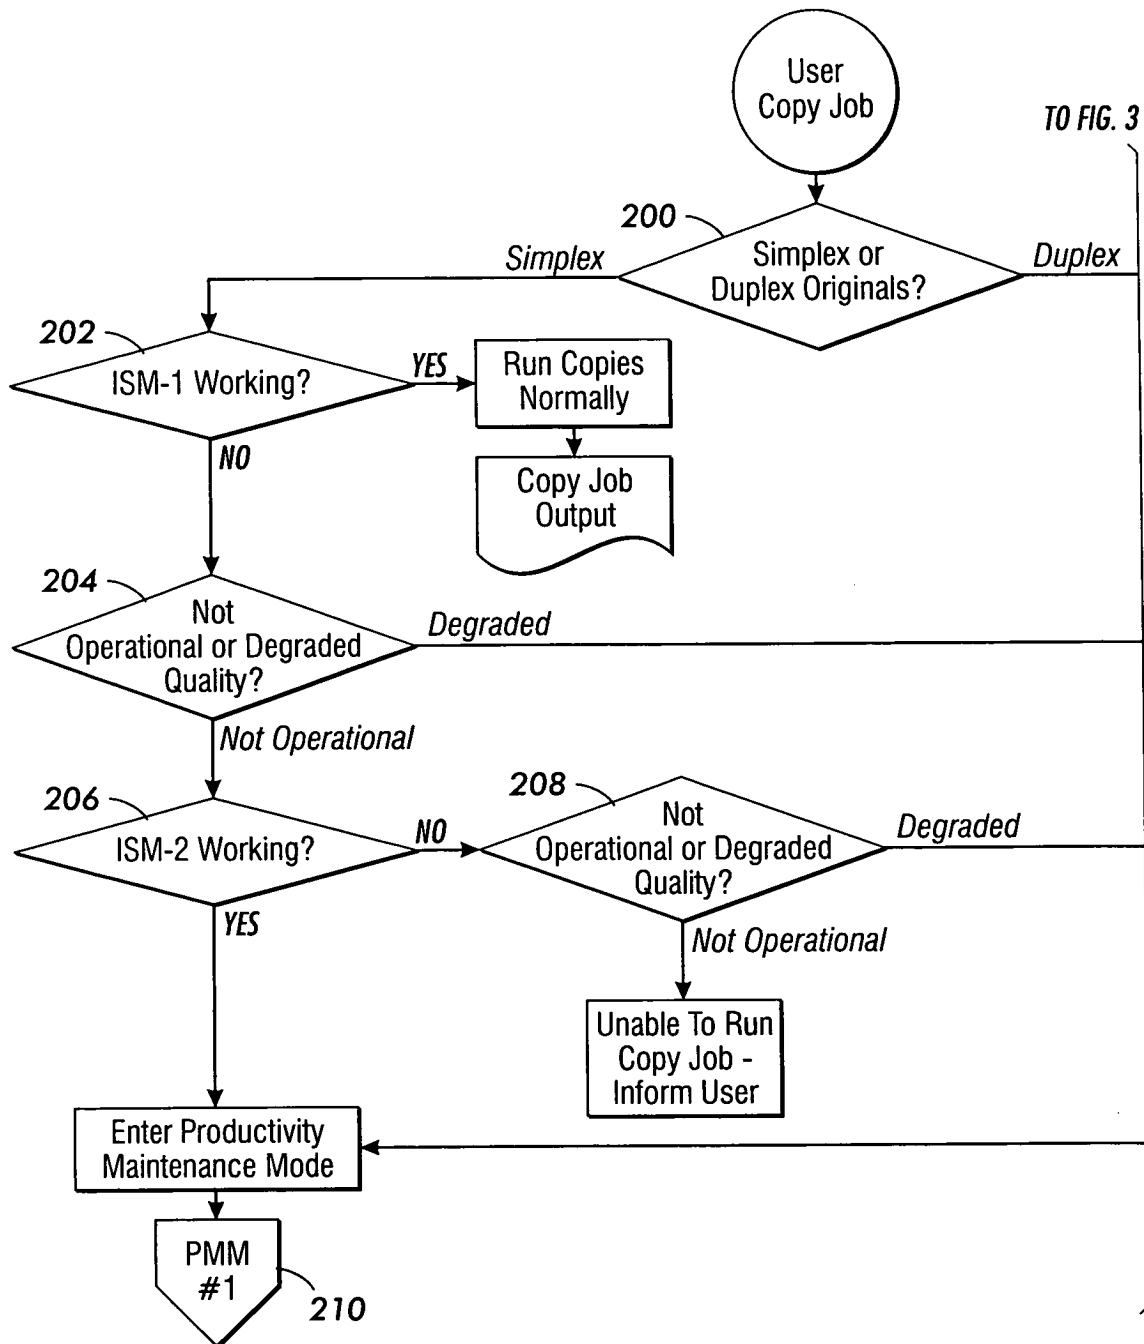 User
Copy Job
TO FIG. 3
200
Simplex
Simplex or
Duplex Originals?
Duplex
202
ISM-1 Working?
YES
Run Copies
Normally
NO
Copy Job
Output
204
Not
Operational or Degraded
Quality?
Degraded
Not Operational
206
ISM-2 Working?
NO
208
Not
Operational or Degraded
Quality?
Degraded
YES
Not Operational
Unable To Run
Copy Job -
Inform User
Enter Productivity
Maintenance Mode
PMM
#1
210